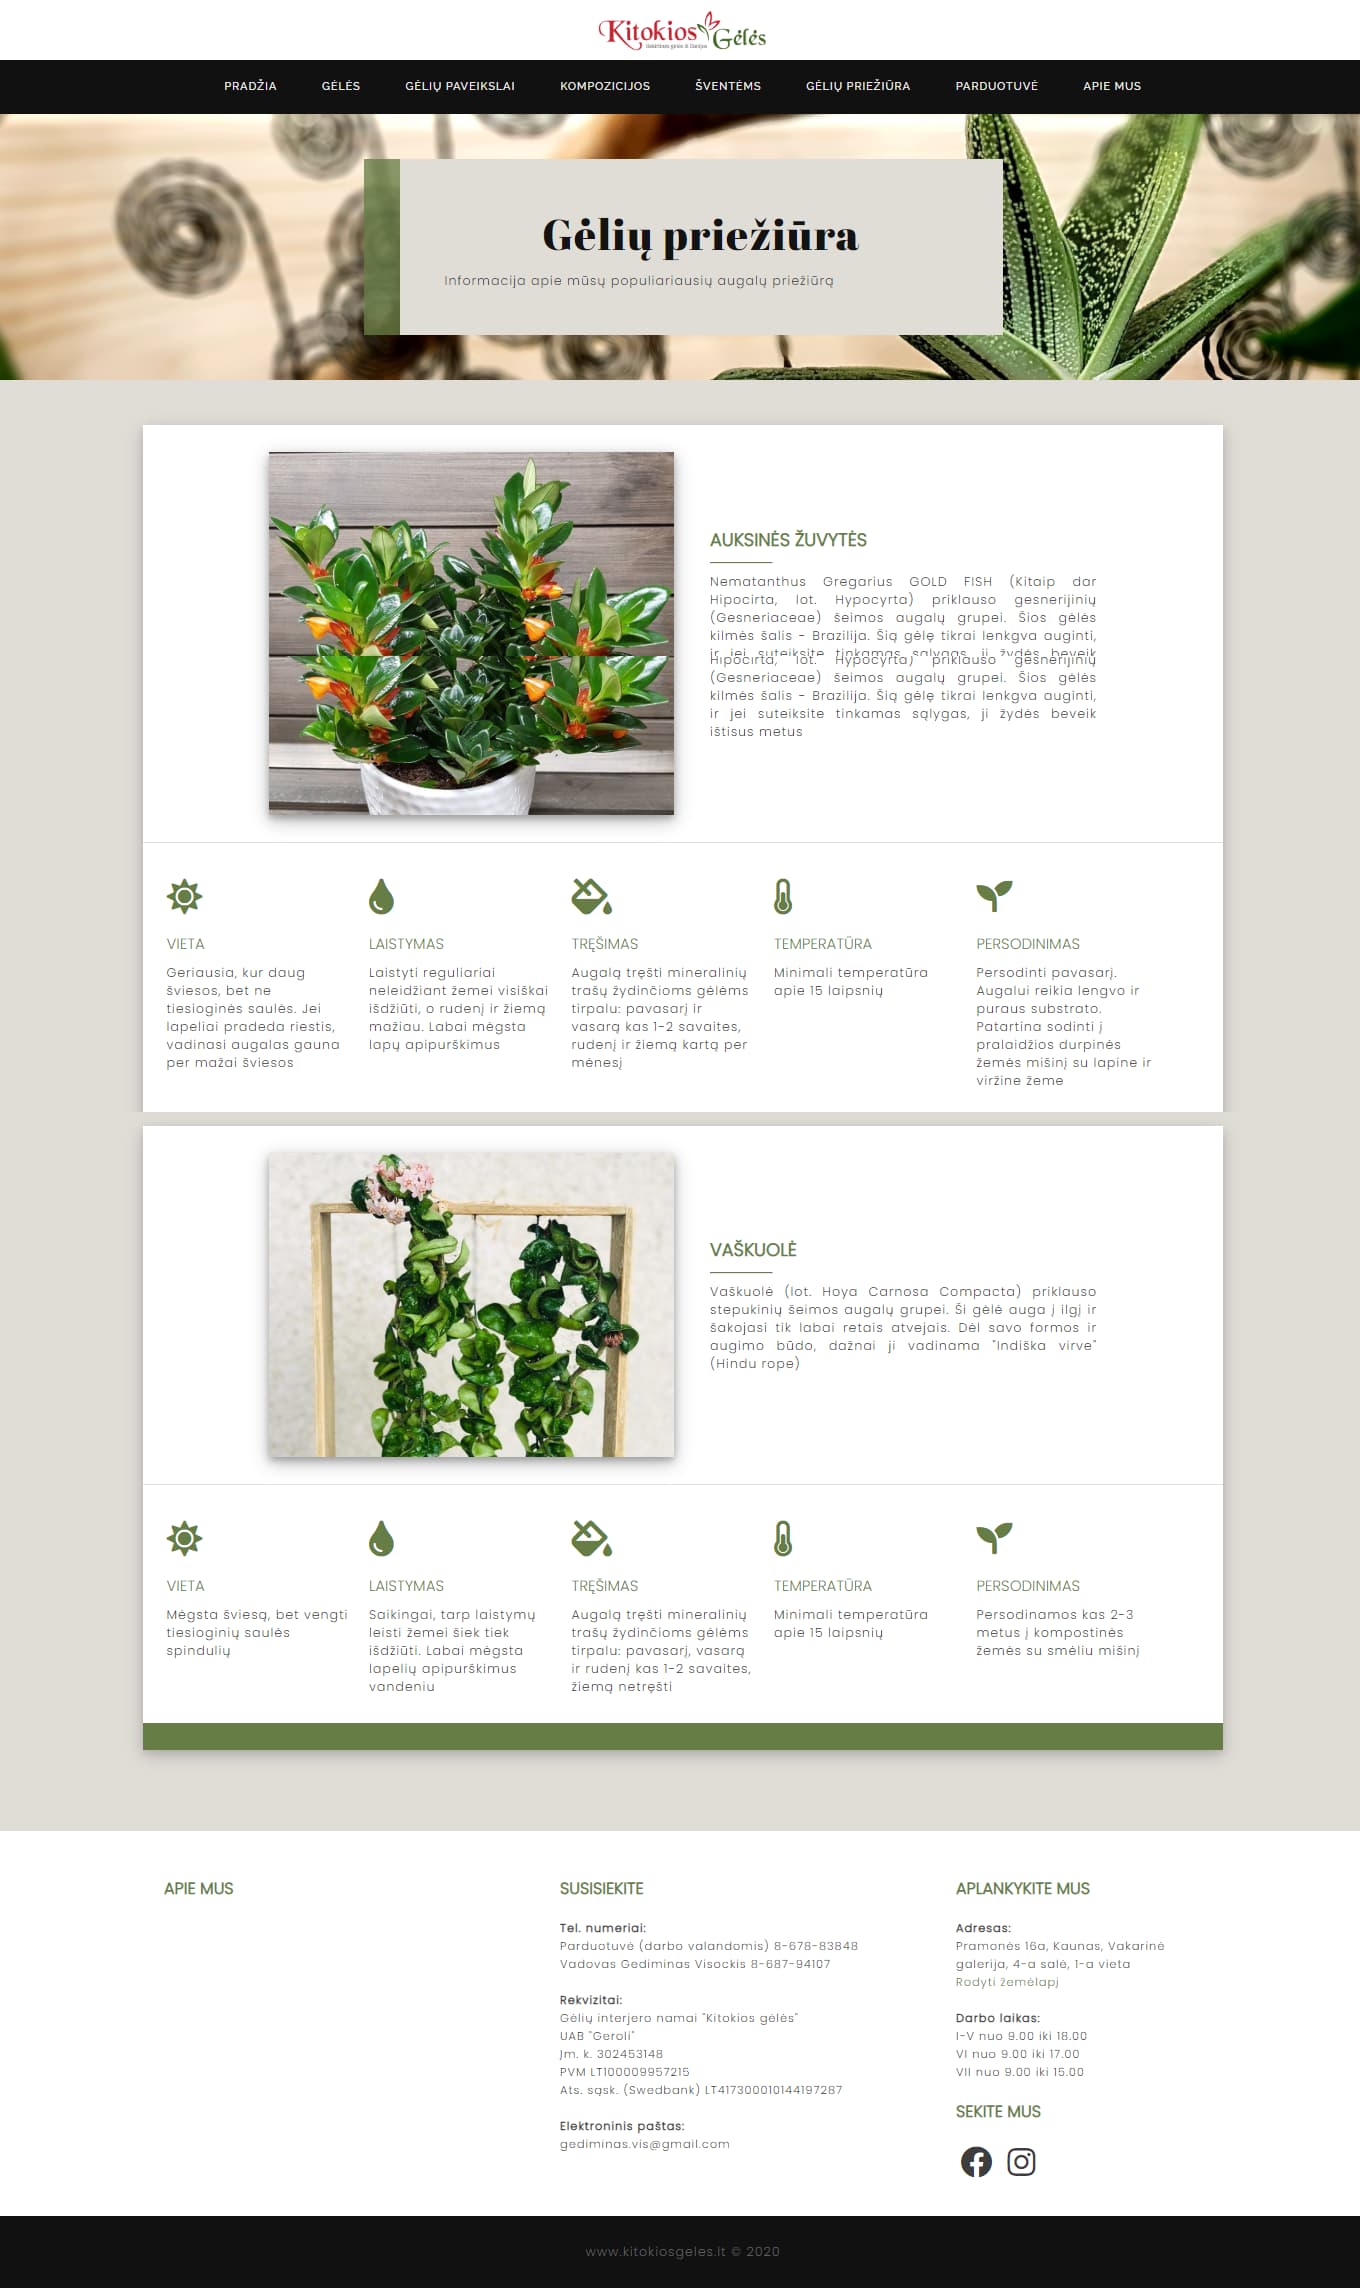 Kitokios Gėlės
PRADŽIA GĖLĖS GĖLIŲ PAVEIKSLAI KOMPOZICIJOS ŠVENTĖMS GĖLIŲ PRIEŽIŪRA PARDUOTUVĖ APIE MUS
Gėlių priežiūra
Informacija apie mūsų populiariausių augalų priežiūrą
AUKSINĖS ŽUVYTĖS
Nematanthus Gregarius GOLD FISH (Kitaip dar
Hipocirta, lot. Hypocyrta) priklauso gesnerijinių
(Gesneriaceae) šeimos augalų grupei. Šios gėlės
kilmės šalis - Brazilija. Šią gėlę tikrai lenkgva auginti,
ir jei suteiksite tinkamas sąlygas, ji žydės beveik
Hipocirta, lot. Hypocyrta) priklauso gesnerijinių
(Gesneriaceae) šeimos augalų grupei. Šios gėlės
kilmės šalis - Brazilija. Šią gėlę tikrai lenkgva auginti,
ir jei suteiksite tinkamas sąlygas, ji žydės beveik
ištisus metus
VIETA
Geriausia, kur daug
šviesos, bet ne
tiesioginės saulės. Jei
lapeliai pradeda riestis,
vadinasi augalas gauna
per mažai šviesos
LAISTYMAS
Laistyti reguliariai
neleidžiant žemei visiškai
išdžiūti, o rudenį ir žiemą
mažiau. Labai mėgsta
lapų apipurškimus
TRĘŠIMAS
Augalą tręšti mineralinių
trašų žydinčioms gėlėms
tirpalu: pavasarį ir
vasarą kas 1-2 savaites,
rudenį ir žiemą kartą per
mėnesį
TEMPERATŪRA
Minimali temperatūra
apie 15 laipsnių
PERSODINIMAS
Persodinti pavasarį.
Augalui reikia lengvo ir
puraus substrato.
Patartina sodinti į
pralaidžios durpinės
žemės mišinį su lapine ir
viržine žeme
VAŠKUOLĖ
Vaškuolė (lot. Hoya Carnosa Compacta) priklauso
stepukinių šeimos augalų grupei. Ši gėlė auga į ilgį ir
šakojasi tik labai retais atvejais. Dėl savo formos ir
augimo būdo, dažnai ji vadinama "Indiška virve"
(Hindu rope)
VIETA
Mėgsta šviesą, bet vengti
tiesioginių saulės
spindulių
LAISTYMAS
Saikingai, tarp laistymų
leisti žemei šiek tiek
išdžiūti. Labai mėgsta
lapelių apipurškimus
vandeniu
TRĘŠIMAS
Augalą tręšti mineralinių
trašų žydinčioms gėlėms
tirpalu: pavasarį, vasarą
ir rudenį kas 1-2 savaites,
žiemą netręšti
TEMPERATŪRA
Minimali temperatūra
apie 15 laipsnių
PERSODINIMAS
Persodinamos kas 2-3
metus į kompostinės
žemės su smėliu mišinį
APIE MUS
SUSISIEKITE
Tel. numeriai:
Parduotuvė (darbo valandomis) 8-678-83848
Vadovas Gediminas Visockis 8-687-94107
Rekvizitai:
Gėlių interjero namai "Kitokios gėlės"
UAB "Geroli"
Įm. k. 302453148
PVM LT100009957215
Ats. sąsk. (Swedbank) LT417300010144197287
Elektroninis paštas:
gediminas.vis@gmail.com
APLANKYKITE MUS
Adresas:
Pramonės 16a, Kaunas, Vakarinė
galerija, 4-a salė, 1-a vieta
Rodyti žemėlapį
Darbo laikas:
I-V nuo 9.00 iki 18.00
VI nuo 9.00 iki 17.00
VII nuo 9.00 iki 15.00
SEKITE MUS
www.kitokiosgeles.lt © 2020